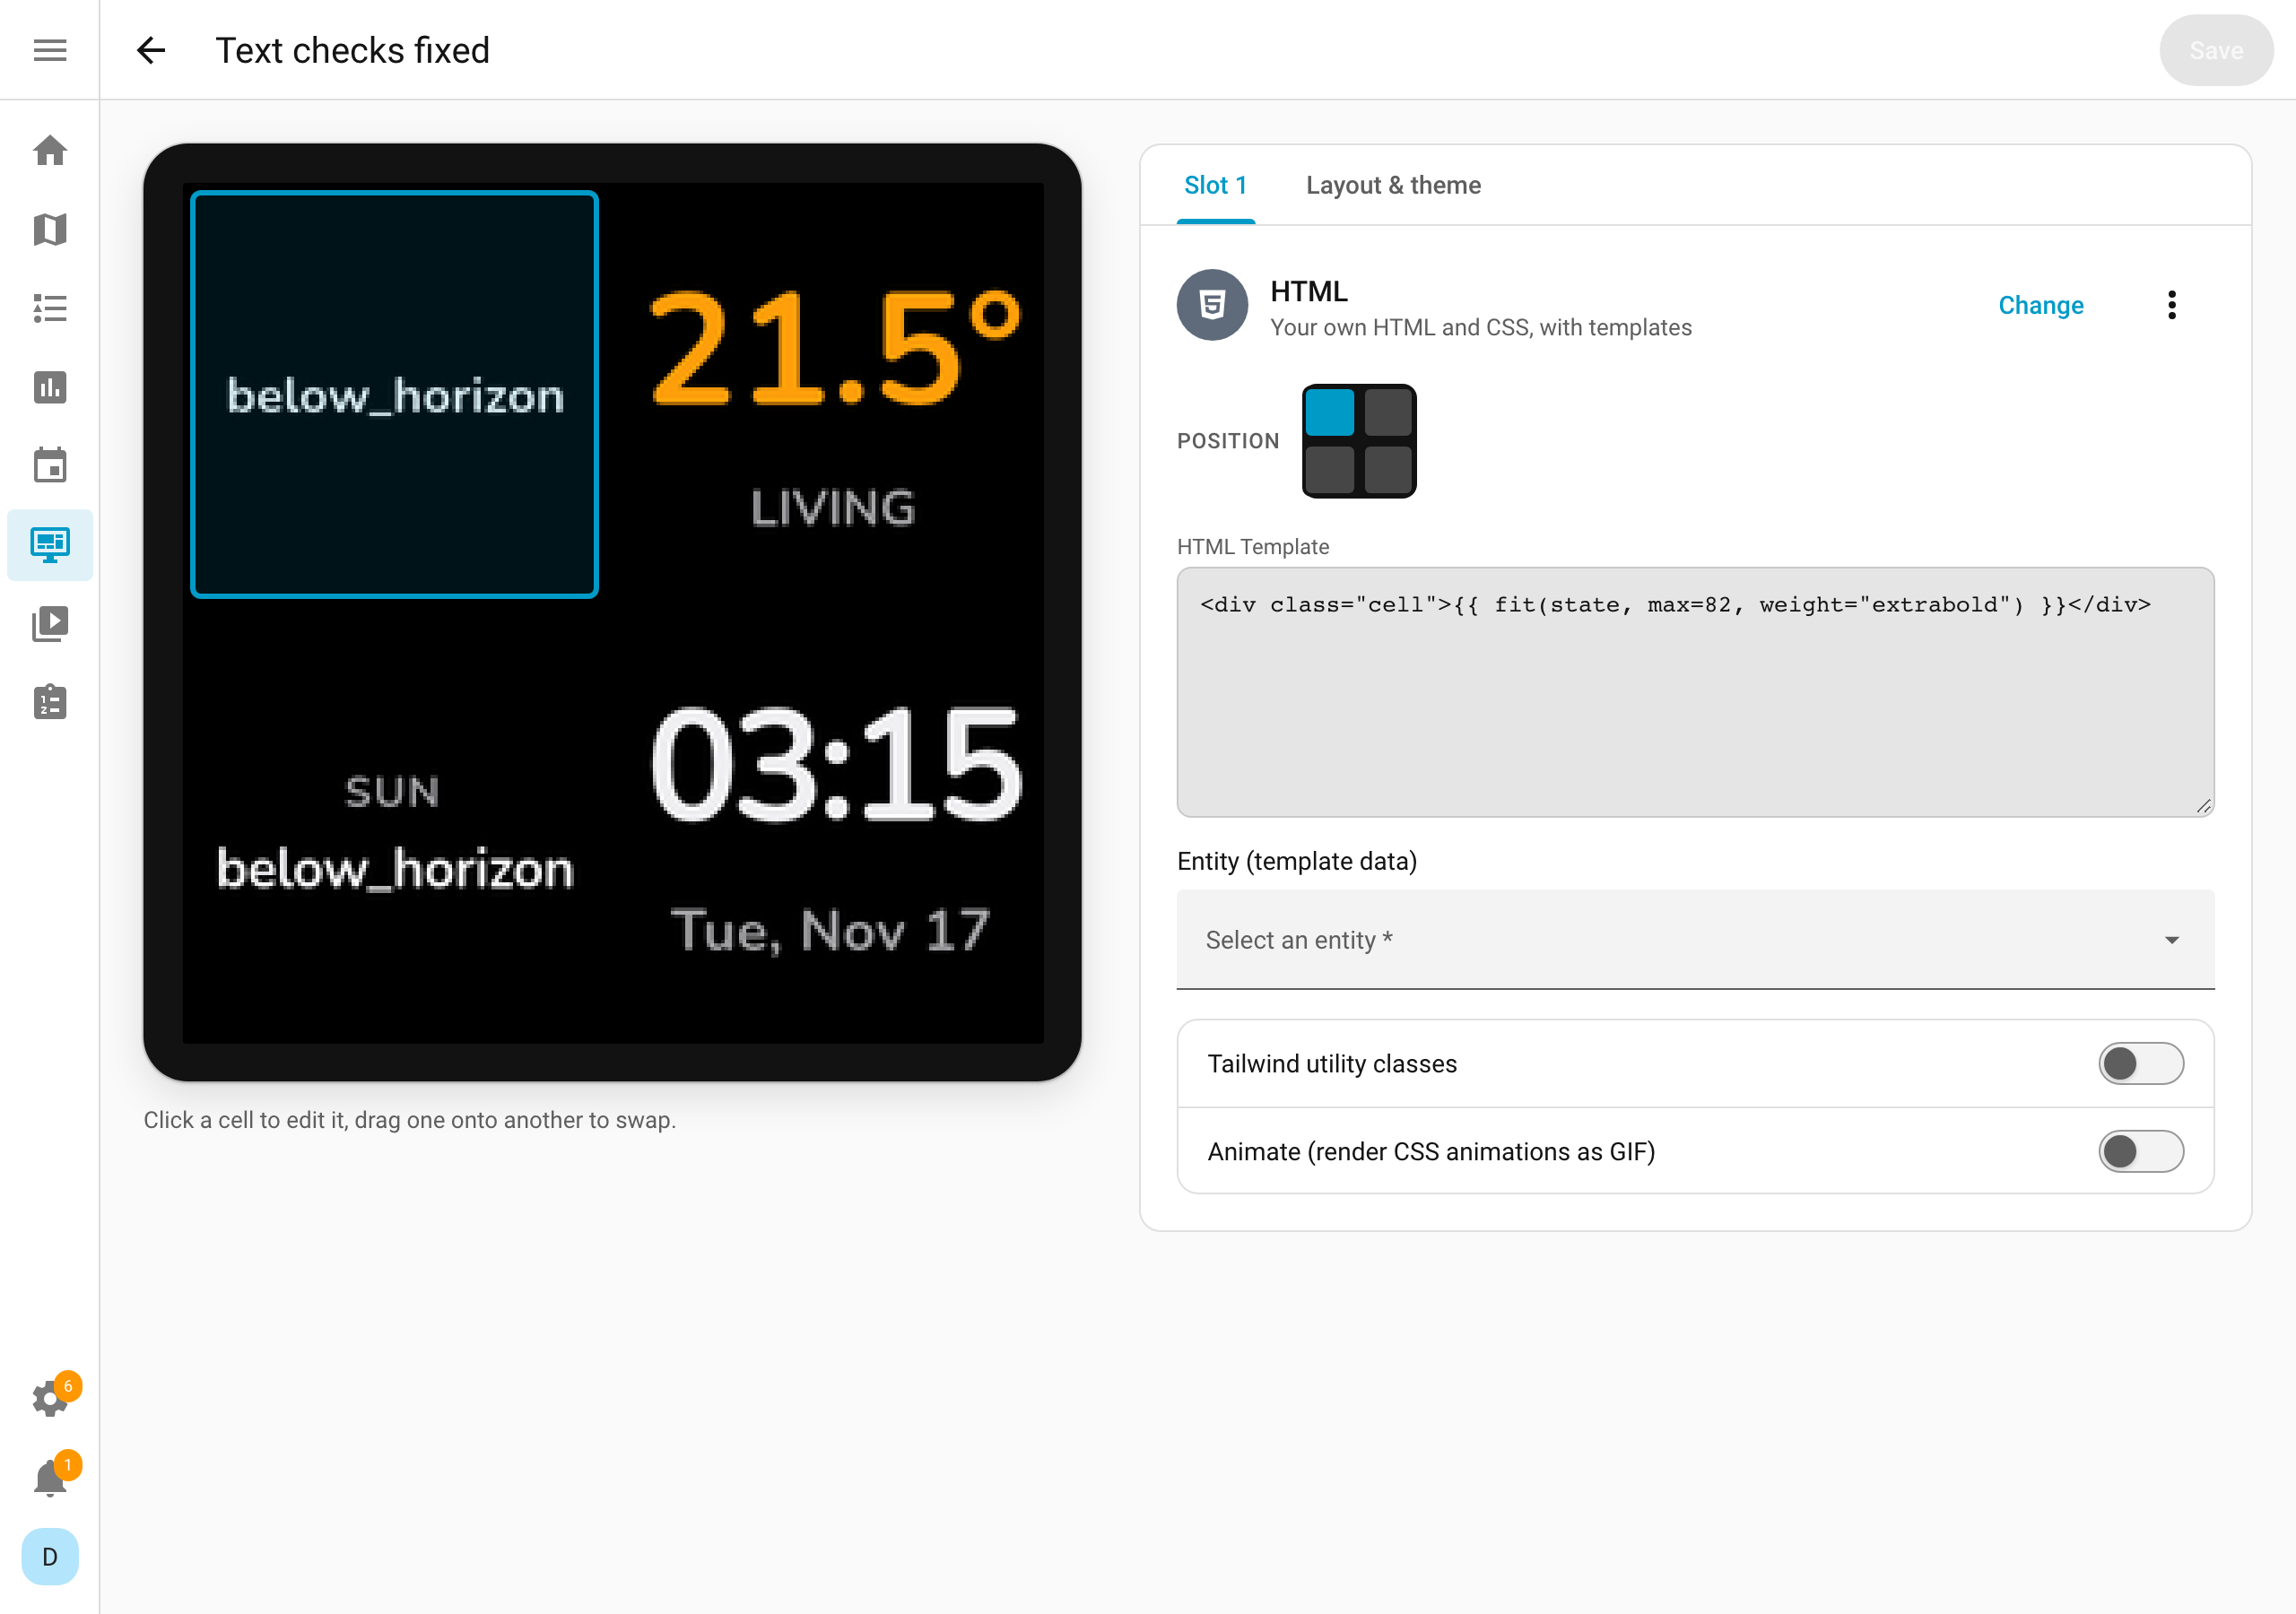 Text checks fixed
Save
below_horizon
21.5°
LIVING
SUN
below_horizon
03:15
Tue, Nov 17
Click a cell to edit it, drag one onto another to swap.
Slot 1
Layout & theme
HTML
Your own HTML and CSS, with templates
Change
POSITION
HTML Template
<div class="cell">{{ fit(state, max=82, weight="extrabold") }}</div>
Entity (template data)
Select an entity *
Tailwind utility classes
Animate (render CSS animations as GIF)
6
1
D